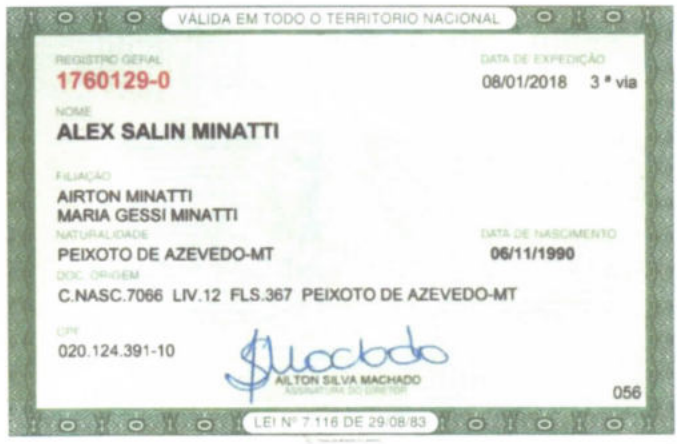 VÁLIDA EM TODO O TERRITORIO NACIONAL
REGISTRO GERAL DATA DE EXPEDIÇÃO
1760129-0 08/01/2018 3 ª via
NOME
ALEX SALIN MINATTI
FILIAÇÃO
AIRTON MINATTI
MARIA GESSI MINATTI
NATURALIDADE DATA DE NASCIMENTO
PEIXOTO DE AZEVEDO-MT 06/11/1990
DOC. ORIGEM
C.NASC.7066 LIV.12 FLS.367 PEIXOTO DE AZEVEDO-MT
CPF
020.124.391-10
AILTON SILVA MACHADO
ASSINATURA DO DIRETOR
056
LEI Nº 7.116 DE 29/08/83